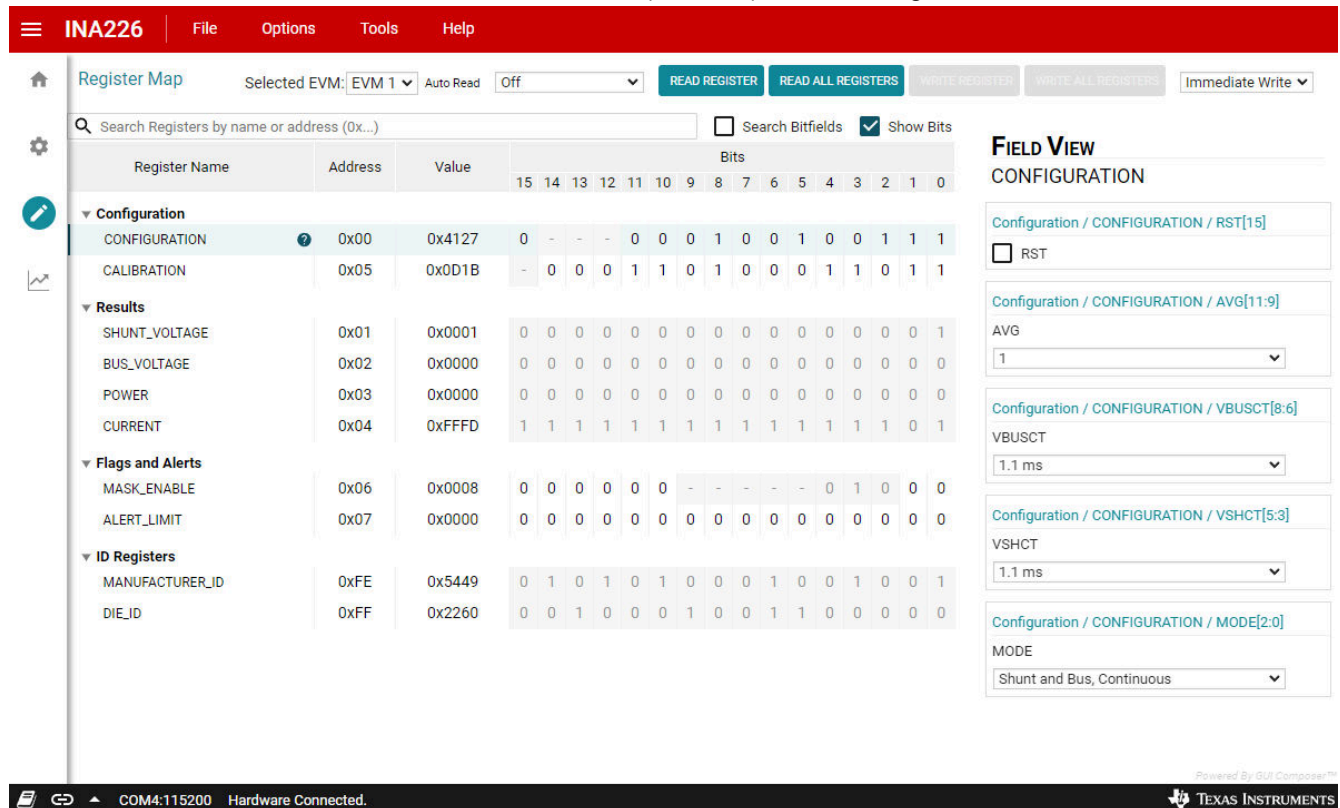 INA226 File Options Tools Help
Register Map Selected EVM: EVM 1 Auto Read Off READ REGISTER READ ALL REGISTERS WRITE REGISTER WRITE ALL REGISTERS Immediate Write
Search Registers by name or address (0x...) Search Bitfields Show Bits
Register Name Address Value Bits
15 14 13 12 11 10 9 8 7 6 5 4 3 2 1 0
Configuration
CONFIGURATION ? 0x00 0x4127 0 - - - 0 0 0 1 0 0 1 0 0 1 1 1
CALIBRATION 0x05 0x0D1B - 0 0 0 1 1 0 1 0 0 0 1 1 0 1 1
Results
SHUNT_VOLTAGE 0x01 0x0001 0 0 0 0 0 0 0 0 0 0 0 0 0 0 0 1
BUS_VOLTAGE 0x02 0x0000 0 0 0 0 0 0 0 0 0 0 0 0 0 0 0 0
POWER 0x03 0x0000 0 0 0 0 0 0 0 0 0 0 0 0 0 0 0 0
CURRENT 0x04 0xFFFD 1 1 1 1 1 1 1 1 1 1 1 1 1 1 0 1
Flags and Alerts
MASK_ENABLE 0x06 0x0008 0 0 0 0 0 0 - - - - - 0 1 0 0 0
ALERT_LIMIT 0x07 0x0000 0 0 0 0 0 0 0 0 0 0 0 0 0 0 0 0
ID Registers
MANUFACTURER_ID 0xFE 0x5449 0 1 0 1 0 1 0 0 0 1 0 0 1 0 0 1
DIE_ID 0xFF 0x2260 0 0 1 0 0 0 1 0 0 1 1 0 0 0 0 0
FIELD VIEW
CONFIGURATION
Configuration / CONFIGURATION / RST[15]
RST
Configuration / CONFIGURATION / AVG[11:9]
AVG
1
Configuration / CONFIGURATION / VBUSCT[8:6]
VBUSCT
1.1 ms
Configuration / CONFIGURATION / VSHCT[5:3]
VSHCT
1.1 ms
Configuration / CONFIGURATION / MODE[2:0]
MODE
Shunt and Bus, Continuous
Powered By GUI Composer™
COM4:115200 Hardware Connected. TEXAS INSTRUMENTS